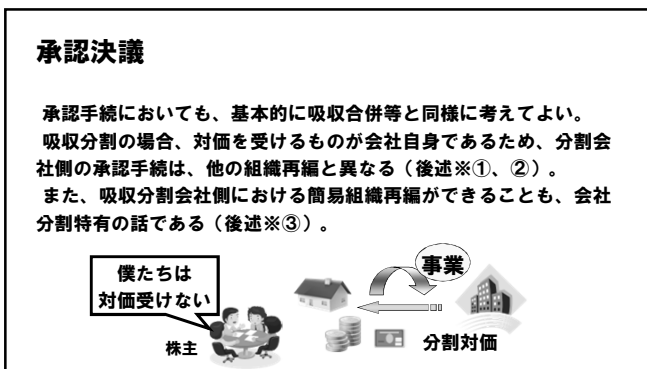 承認決議
承認手続においても、基本的に吸収合併等と同様に考えてよい。
吸収分割の場合、対価を受けるものが会社自身であるため、分割会
社側の承認手続は、他の組織再編と異なる（後述※①、②）。
また、吸収分割会社側における簡易組織再編ができることも、会社
分割特有の話である（後述※③）。
僕たちは
対価受けない
株主
事業
分割対価